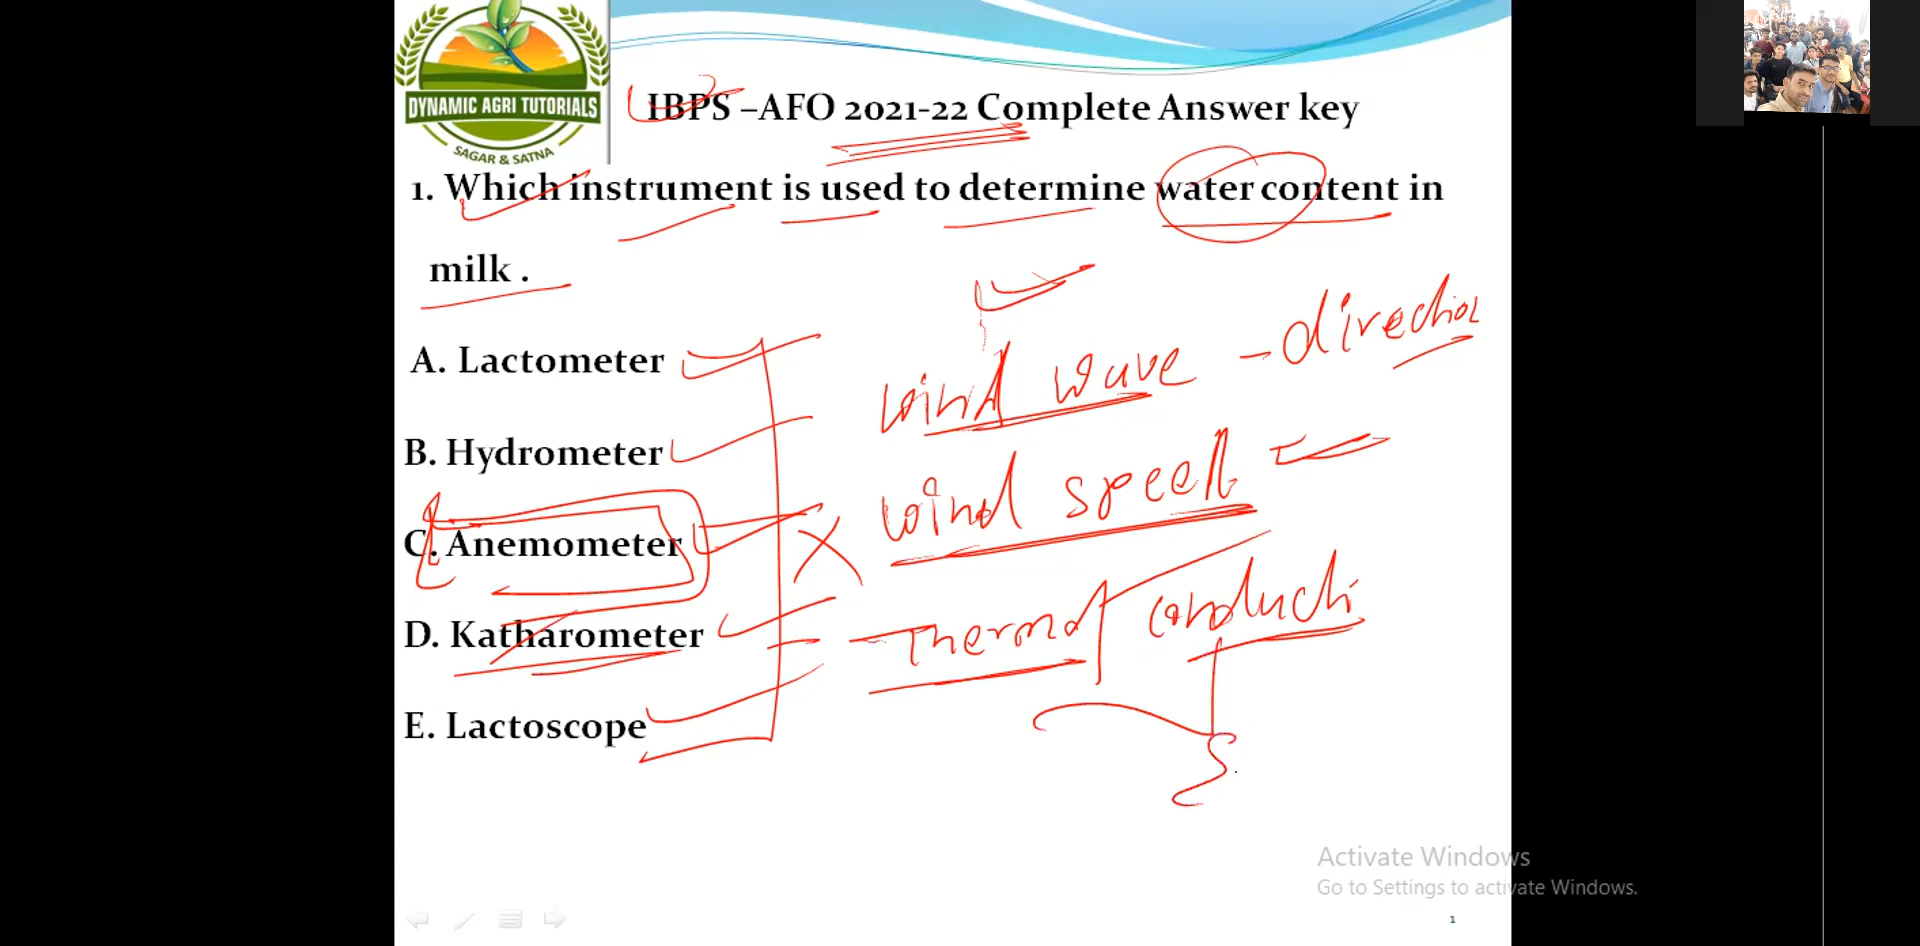 DYNAMIC AGRI TUTORIALS
SAGAR & SATNA
IBPS –AFO 2021-22 Complete Answer key
1. Which instrument is used to determine water content in
milk .
A. Lactometer
wind wave - direction
B. Hydrometer
wind speed
C. Anemometer
D. Katharometer
- Thermal conducti
E. Lactoscope
S
Activate Windows
Go to Settings to activate Windows.
1